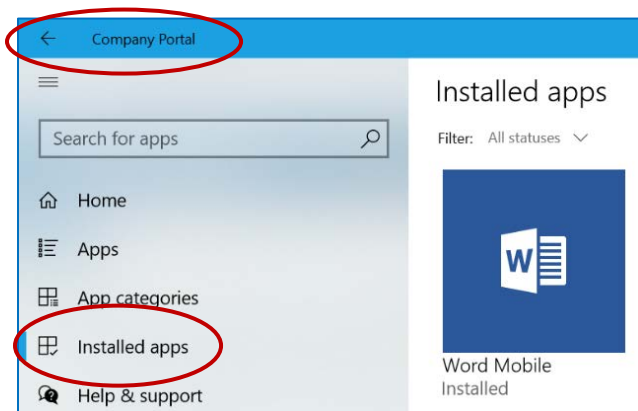 Company Portal
Search for apps
Home
Apps
App categories
Installed apps
Help & support
Installed apps
Filter: All statuses
W
Word Mobile
Installed